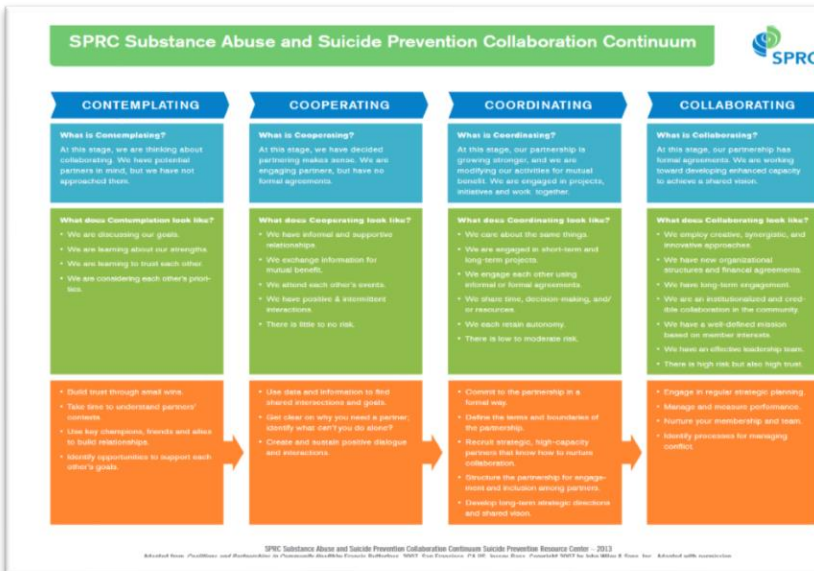 SPRC Substance Abuse and Suicide Prevention Collaboration Continuum
SPRC
CONTEMPLATING
What is Contemplating?
At this stage, we are thinking about
collaborating. We have potential
partners in mind, but we have not
approached them.
What does Contemplation look like?
• We are discussing our goals.
• We are learning about our strengths.
• We are learning to trust each other.
• We are considering each other's priori-
ties.
• Build trust through small wins.
• Take time to understand partners'
contexts.
• Use key champions, friends and allies
to build relationships.
• Identify opportunities to support each
other's goals.
COOPERATING
What is Cooperating?
At this stage, we have decided
partnering makes sense. We are
engaging partners, but have no
formal agreements.
What does Cooperating look like?
• We have informal and supportive
relationships.
• We exchange information for
mutual benefit.
• We attend each other's events.
• We have positive & intermittent
interactions.
• There is little to no risk.
• Use data and information to find
shared intersections and goals.
• Get clear on why you need a partner.
Identify what can't you do alone?
• Create and sustain positive dialogue
and interactions.
COORDINATING
What is Coordinating?
At this stage, our partnership is
growing stronger, and we are
modifying our activities for mutual
benefit. We are engaged in projects,
initiatives and work together.
What does Coordinating look like?
• We care about the same things.
• We are engaged in short-term and
long-term projects.
• We engage each other using
informal or formal agreements.
• We share time, decision-making, and/
or resources.
• We each retain autonomy.
• There is low to moderate risk.
• Commit to the partnership in a
formal way.
• Define the terms and boundaries of
the partnership.
• Recruit strategic, high-capacity
partners that know how to nurture
collaboration.
• Structure the partnership for engage-
ment and inclusion among partners.
• Develop long-term strategic directions
and shared vision.
COLLABORATING
What is Collaborating?
At this stage, our partnership has
formal agreements. We are working
toward developing enhanced capacity
to achieve a shared vision.
What does Collaborating look like?
• We employ creative, synergistic, and
innovative approaches.
• We have new organizational
structures and financial agreements.
• We have long-term engagement.
• We are an institutionalized and cred-
ible collaboration in the community.
• We have a well-defined mission
based on member interests.
• We have an effective leadership team.
• There is high risk but also high trust.
• Engage in regular strategic planning.
• Manage and measure performance.
• Nurture your membership and team.
• Identify processes for managing
conflict.
SPRC Substance Abuse and Suicide Prevention Collaboration Continuum Suicide Prevention Resource Center – 2013
Adapted from Coalitions and Partnerships in Community Health by Francis